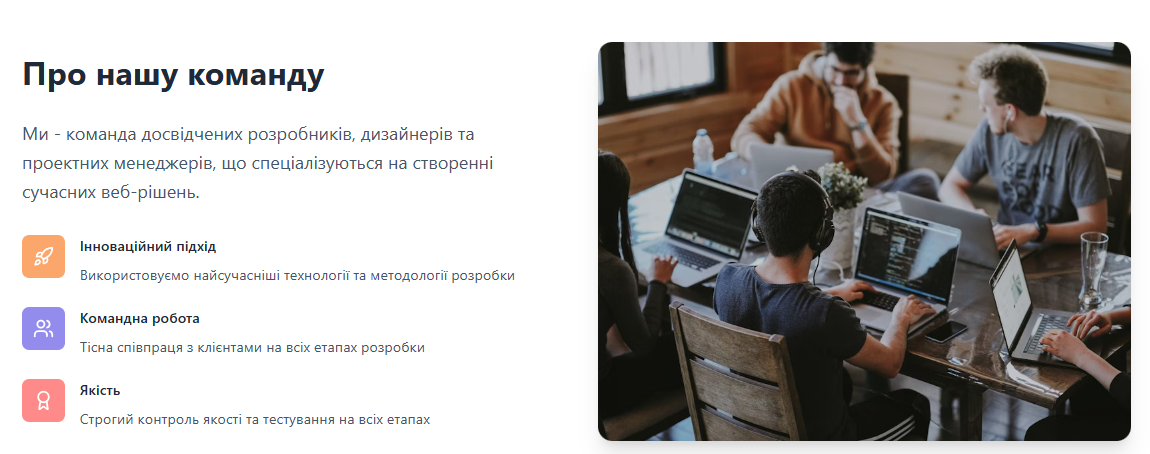 Про нашу команду
Ми - команда досвідчених розробників, дизайнерів та
проектних менеджерів, що спеціалізуються на створенні
сучасних веб-рішень.
Інноваційний підхід
Використовуємо найсучасніші технології та методології розробки
Командна робота
Тісна співпраця з клієнтами на всіх етапах розробки
Якість
Строгий контроль якості та тестування на всіх етапах